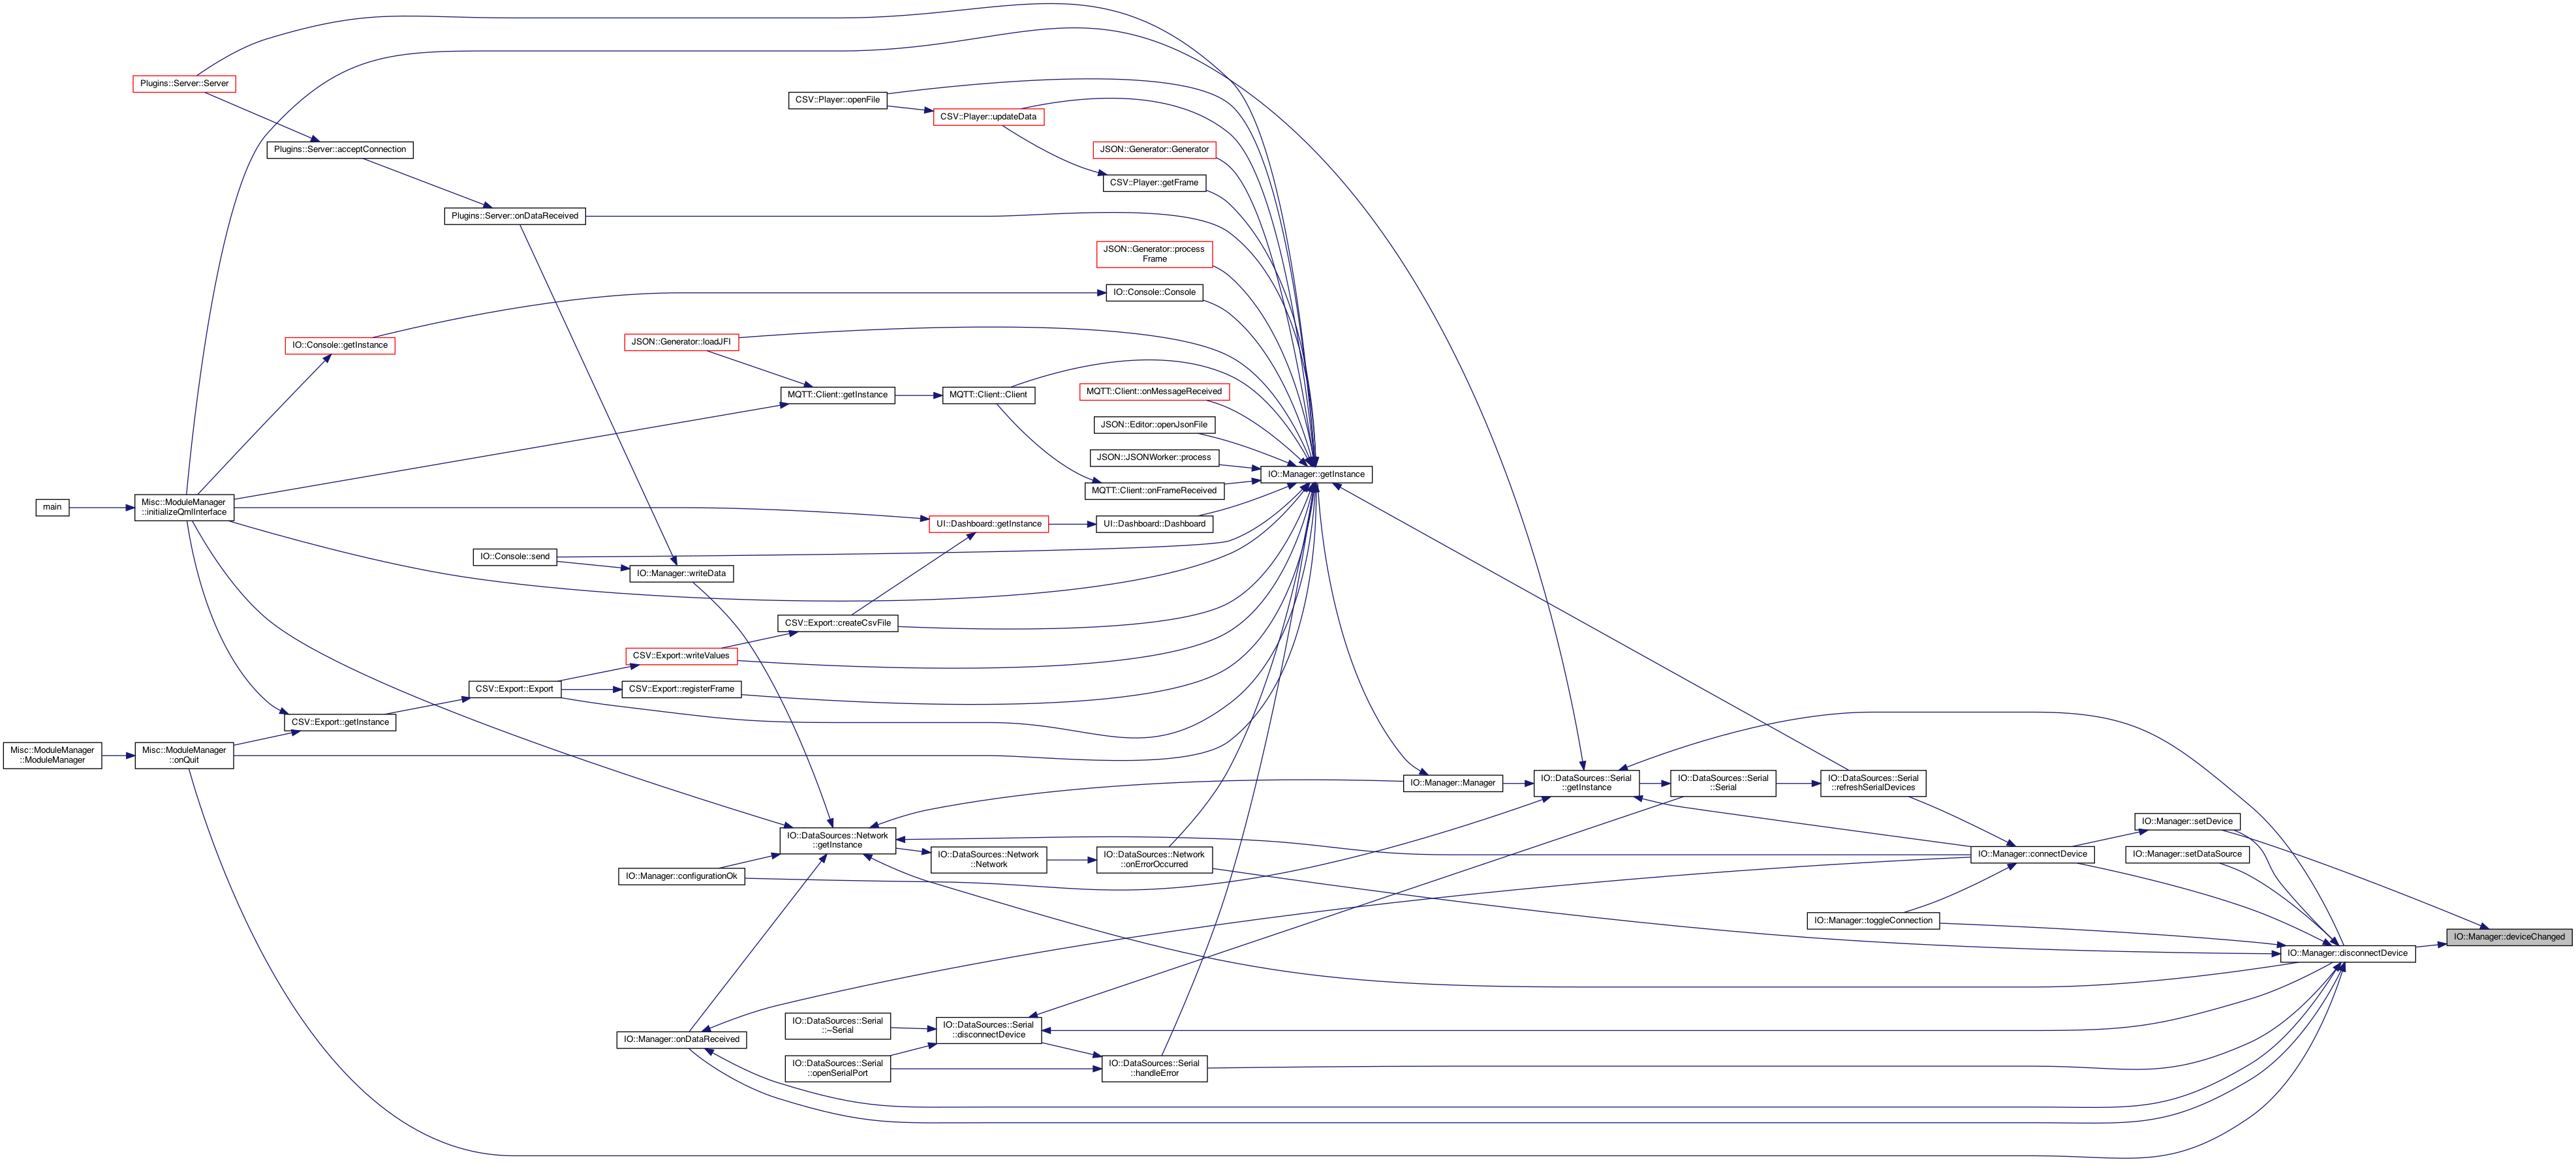 Plugins::Server::Server
CSV::Player::openFile
CSV::Player::updateData
Plugins::Server::acceptConnection
JSON::Generator::Generator
CSV::Player::getFrame
Plugins::Server::onDataReceived
JSON::Generator::process
Frame
IO::Console::Console
IO::Console::getInstance
JSON::Generator::loadJFI
MQTT::Client::getInstance
MQTT::Client::Client
MQTT::Client::onMessageReceived
JSON::Editor::openJsonFile
JSON::JSONWorker::process
IO::Manager::getInstance
MQTT::Client::onFrameReceived
main
Misc::ModuleManager
::initializeQmlInterface
UI::Dashboard::getInstance
UI::Dashboard::Dashboard
IO::Console::send
IO::Manager::writeData
CSV::Export::createCsvFile
CSV::Export::writeValues
CSV::Export::Export
CSV::Export::registerFrame
CSV::Export::getInstance
Misc::ModuleManager
::ModuleManager
Misc::ModuleManager
::onQuit
IO::Manager::Manager
IO::DataSources::Serial
::getInstance
IO::DataSources::Serial
::Serial
IO::DataSources::Serial
::refreshSerialDevices
IO::Manager::setDevice
IO::DataSources::Network
::getInstance
IO::DataSources::Network
::Network
IO::DataSources::Network
::onErrorOccurred
IO::Manager::connectDevice
IO::Manager::setDataSource
IO::Manager::configurationOk
IO::Manager::toggleConnection
IO::Manager::deviceChanged
IO::Manager::disconnectDevice
IO::DataSources::Serial
::~Serial
IO::DataSources::Serial
::disconnectDevice
IO::Manager::onDataReceived
IO::DataSources::Serial
::openSerialPort
IO::DataSources::Serial
::handleError